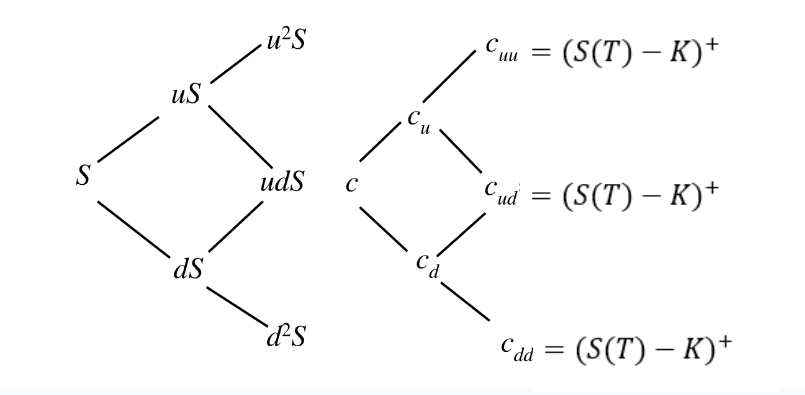 u²S
c_uu = (S(T) − K)⁺
uS
c_u
S
udS
c
c_ud = (S(T) − K)⁺
dS
c_d
d²S
c_dd = (S(T) − K)⁺